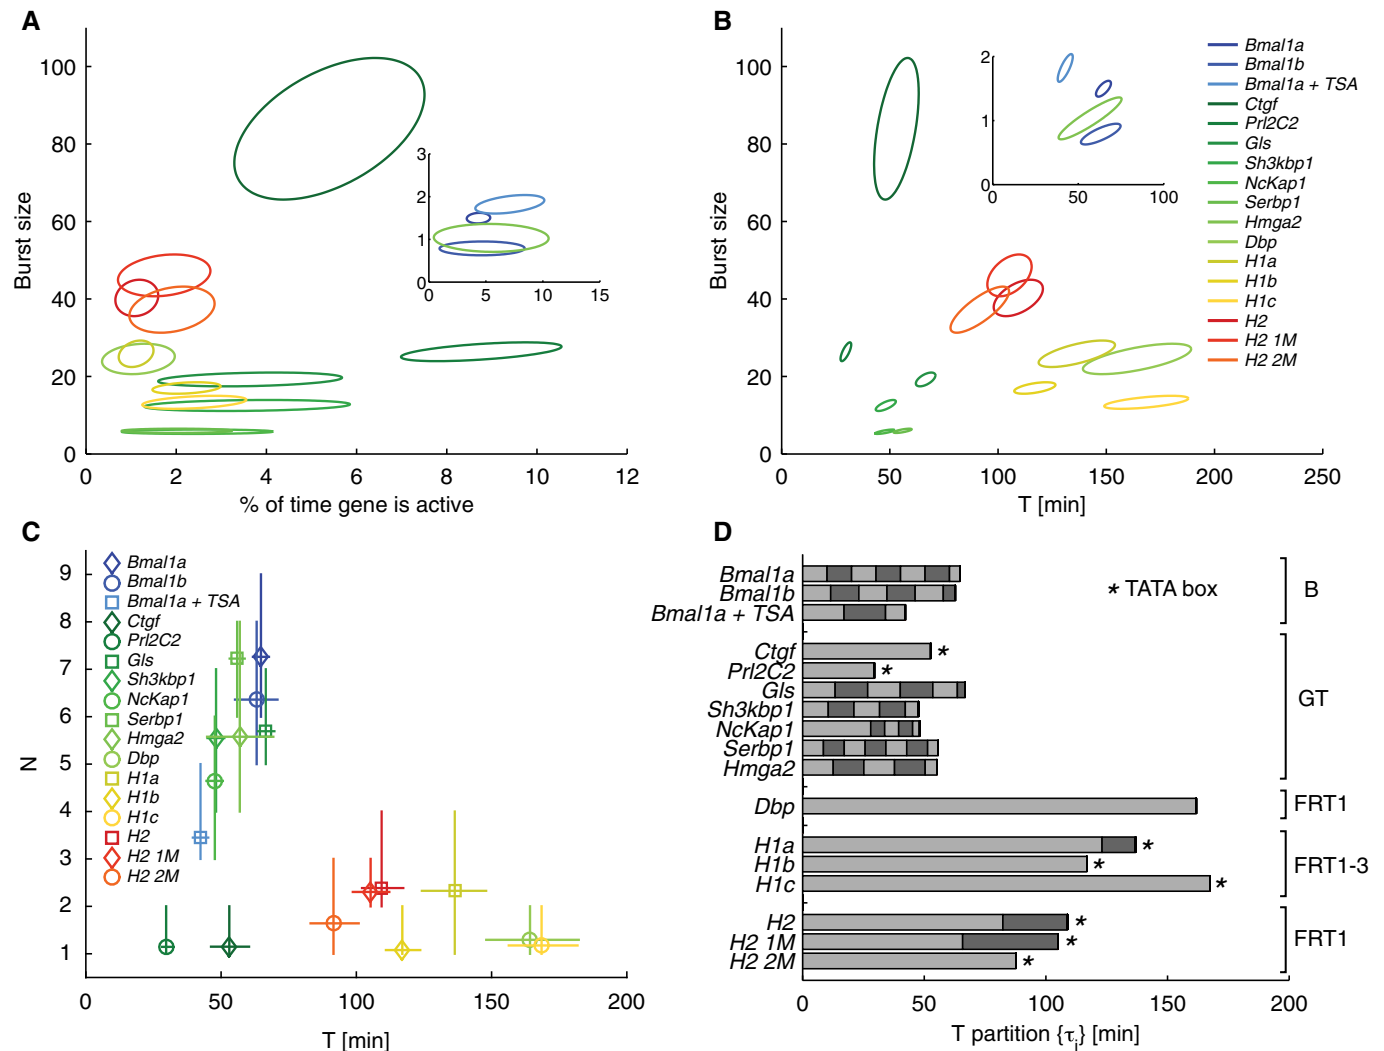 A
100
80
60
40
20
0
Burst size
0
2
4
6
8
10
12
% of time gene is active
3
2
1
0
0
5
10
15
B
100
80
60
40
20
0
Burst size
0
50
100
150
200
250
T [min]
2
1
0
0
50
100
Bmal1a
Bmal1b
Bmal1a + TSA
Ctgf
Prl2C2
Gls
Sh3kbp1
NcKap1
Serbp1
Hmga2
Dbp
H1a
H1b
H1c
H2
H2 1M
H2 2M
C
9
8
7
6
5
4
3
2
1
N
Bmal1a
Bmal1b
Bmal1a + TSA
Ctgf
Prl2C2
Gls
Sh3kbp1
NcKap1
Serbp1
Hmga2
Dbp
H1a
H1b
H1c
H2
H2 1M
H2 2M
0
50
100
150
200
T [min]
D
Bmal1a
Bmal1b
Bmal1a + TSA
* TATA box
B
Ctgf *
Prl2C2 *
Gls
Sh3kbp1
NcKap1
Serbp1
Hmga2
GT
Dbp
FRT1
H1a *
H1b *
H1c *
FRT1-3
H2 *
H2 1M *
H2 2M *
FRT1
0
50
100
150
200
T partition {τi} [min]